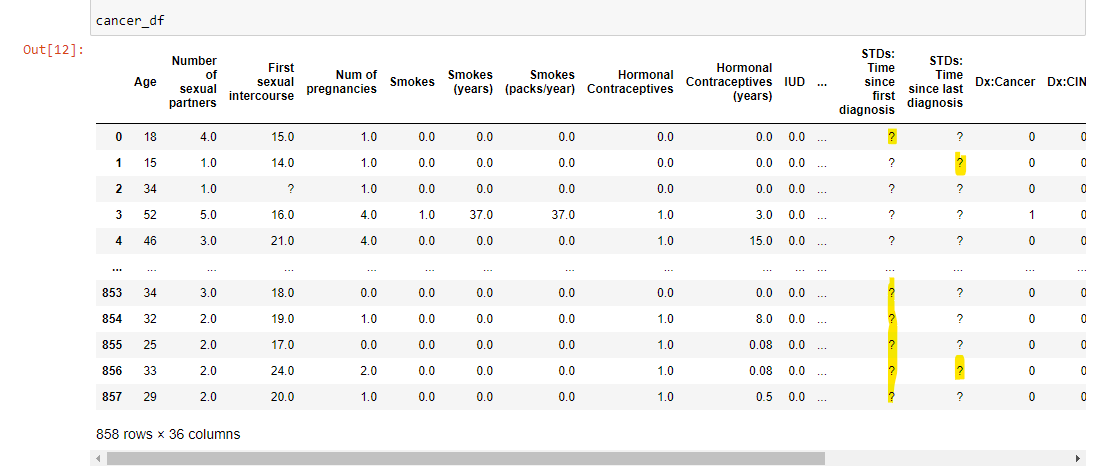 cancer_df
Out[12]:
Age Number of sexual partners First sexual intercourse Num of pregnancies Smokes Smokes (years) Smokes (packs/year) Hormonal Contraceptives Hormonal Contraceptives (years) IUD ... STDs: Time since first diagnosis STDs: Time since last diagnosis Dx:Cancer Dx:CIN
0 18 4.0 15.0 1.0 0.0 0.0 0.0 0.0 0.0 0.0 ... ? ? 0 0
1 15 1.0 14.0 1.0 0.0 0.0 0.0 0.0 0.0 0.0 ... ? ? 0 0
2 34 1.0 ? 1.0 0.0 0.0 0.0 0.0 0.0 0.0 ... ? ? 0 0
3 52 5.0 16.0 4.0 1.0 37.0 37.0 1.0 3.0 0.0 ... ? ? 1 0
4 46 3.0 21.0 4.0 0.0 0.0 0.0 1.0 15.0 0.0 ... ? ? 0 0
... ... ... ... ... ... ... ... ... ... ... ... ... ... ... ...
853 34 3.0 18.0 0.0 0.0 0.0 0.0 0.0 0.0 0.0 ... ? ? 0 0
854 32 2.0 19.0 1.0 0.0 0.0 0.0 1.0 8.0 0.0 ... ? ? 0 0
855 25 2.0 17.0 0.0 0.0 0.0 0.0 1.0 0.08 0.0 ... ? ? 0 0
856 33 2.0 24.0 2.0 0.0 0.0 0.0 1.0 0.08 0.0 ... ? ? 0 0
857 29 2.0 20.0 1.0 0.0 0.0 0.0 1.0 0.5 0.0 ... ? ? 0 0
858 rows × 36 columns